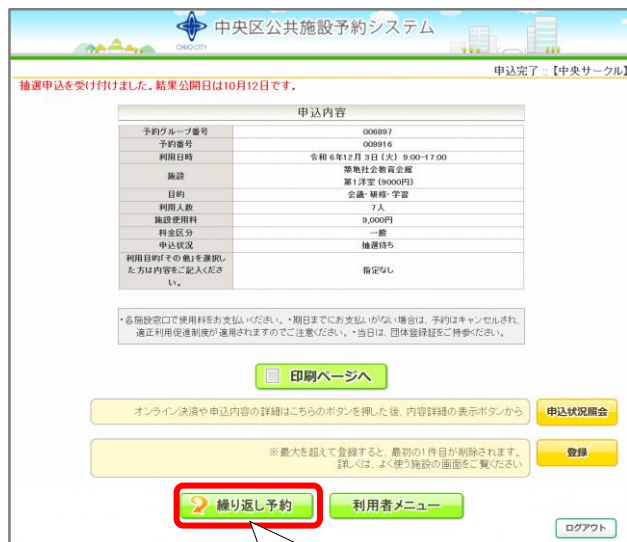 中央区公共施設予約システム
CHUO CITY
申込完了 ::【中央サークル】
抽選申込を受け付けました。結果公開日は10月12日です。
申込内容
予約グループ番号 006897
予約番号 009916
利用日時 令和 6年12月 3日 (火) 9:00-17:00
施設 築地社会教育会館
第1洋室 (9000円)
目的 会議・研修・学習
利用人数 7人
施設使用料 9,000円
料金区分 一般
申込状況 抽選待ち
利用目的「その他」を選択し
た方は内容をご記入くださ
い。
指定なし
・各施設窓口で使用料をお支払いください。・期日までにお支払いがない場合は、予約はキャンセルされ、
適正利用促進制度が適用されますのでご注意ください。・当日は、団体登録証をご持参ください。
印刷ページへ
オンライン決済や申込内容の詳細はこちらのボタンを押した後、内容詳細の表示ボタンから 申込状況照会
※最大を超えて登録すると、最初の1件目が削除されます。
詳しくは、よく使う施設の画面をご覧ください
登録
繰り返し予約 利用者メニュー
ログアウト